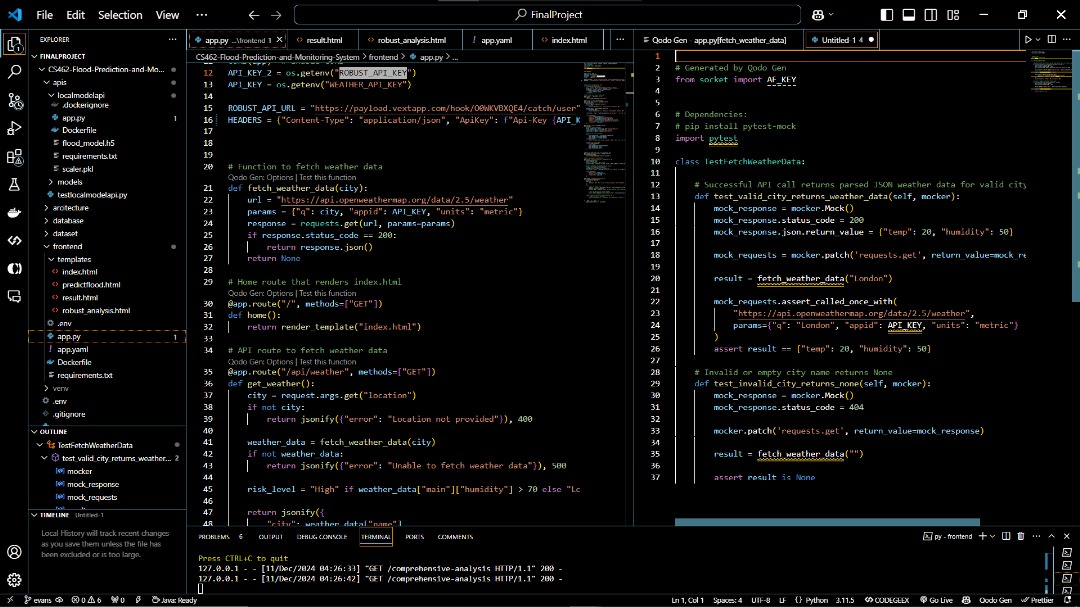 File Edit Selection View ··· FinalProject
EXPLORER
FINALPROJECT
CS462-Flood-Prediction-and-Mo...
apis
localmodelapi
.dockerignore
app.py 1
Dockerfile
flood_model.h5
requirements.txt
scaler.pkl
models
testlocalmodelapi.py
arcitecture
database
dataset
frontend
templates
index.html
predictflood.html
result.html
robust_analysis.html
.env
app.py 1
app.yaml
Dockerfile
requirements.txt
venv
.env
.gitignore
OUTLINE
TestFetchWeatherData
test_valid_city_returns_weather... 2
mocker
mock_response
mock_requests
TIMELINE Untitled-1
Local History will track recent changes
as you save them unless the file has
been excluded or is too large.
app.py ...\frontend 1 result.html robust_analysis.html app.yaml index.html
CS462-Flood-Prediction-and-Monitoring-System > frontend > app.py > ...
12 API_KEY_2 = os.getenv("ROBUST_API_KEY")
13 API_KEY = os.getenv("WEATHER_API_KEY")
14
15 ROBUST_API_URL = "https://payload.vextapp.com/hook/O0WKVBXQE4/catch/user"
16 HEADERS = {"Content-Type": "application/json", "ApiKey": f"Api-Key {API_K
17
18
19
20 # Function to fetch weather data
Qodo Gen: Options | Test this function
21 def fetch_weather_data(city):
22 url = "https://api.openweathermap.org/data/2.5/weather"
23 params = {"q": city, "appid": API_KEY, "units": "metric"}
24 response = requests.get(url, params=params)
25 if response.status_code == 200:
26 return response.json()
27 return None
28
29 # Home route that renders index.html
Qodo Gen: Options | Test this function
30 @app.route("/", methods=["GET"])
31 def home():
32 return render_template("index.html")
33
34 # API route to fetch weather data
Qodo Gen: Options | Test this function
35 @app.route("/api/weather", methods=["GET"])
36 def get_weather():
37 city = request.args.get("location")
38 if not city:
39 return jsonify({"error": "Location not provided"}), 400
40
41 weather_data = fetch_weather_data(city)
42 if not weather_data:
43 return jsonify({"error": "Unable to fetch weather data"}), 500
44
45 risk_level = "High" if weather_data["main"]["humidity"] > 70 else "Lo
46
47 return jsonify({
48 "city": weather_data["name"]
Qodo Gen - app.py[fetch_weather_data] Untitled-1 4
1
2 # Generated by Qodo Gen
3 from socket import AF_KEY
4
5
6 # Dependencies:
7 # pip install pytest-mock
8 import pytest
9
10 class TestFetchWeatherData:
11
12 # Successful API call returns parsed JSON weather data for valid city
13 def test_valid_city_returns_weather_data(self, mocker):
14 mock_response = mocker.Mock()
15 mock_response.status_code = 200
16 mock_response.json.return_value = {"temp": 20, "humidity": 50}
17
18 mock_requests = mocker.patch('requests.get', return_value=mock_re
19
20 result = fetch_weather_data("London")
21
22 mock_requests.assert_called_once_with(
23 "https://api.openweathermap.org/data/2.5/weather",
24 params={"q": "London", "appid": API_KEY, "units": "metric"}
25 )
26 assert result == {"temp": 20, "humidity": 50}
27
28 # Invalid or empty city name returns None
29 def test_invalid_city_returns_none(self, mocker):
30 mock_response = mocker.Mock()
31 mock_response.status_code = 404
32
33 mocker.patch('requests.get', return_value=mock_response)
34
35 result = fetch_weather_data("")
36
37 assert result is None
PROBLEMS 6 OUTPUT DEBUG CONSOLE TERMINAL PORTS COMMENTS py - frontend
Press CTRL+C to quit
127.0.0.1 - - [11/Dec/2024 04:26:33] "GET /comprehensive-analysis HTTP/1.1" 200 -
127.0.0.1 - - [11/Dec/2024 04:26:42] "GET /comprehensive-analysis HTTP/1.1" 200 -
evans 0 6 0 Java: Ready Ln 1, Col 1 Spaces: 4 UTF-8 LF Python 3.11.5 CODEGEEX Go Live Qodo Gen Prettier